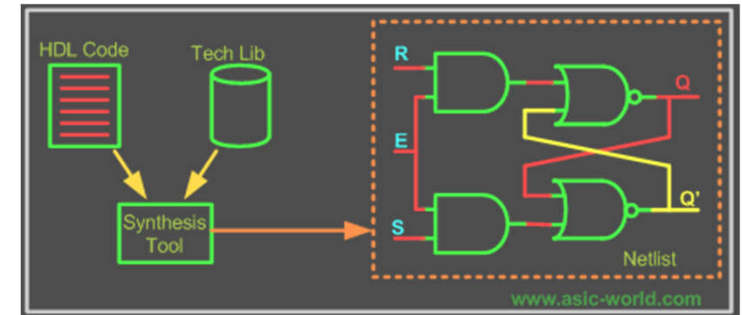 HDL Code
Tech Lib
Synthesis
Tool
R
E
S
Q
Q'
Netlist
www.asic-world.com